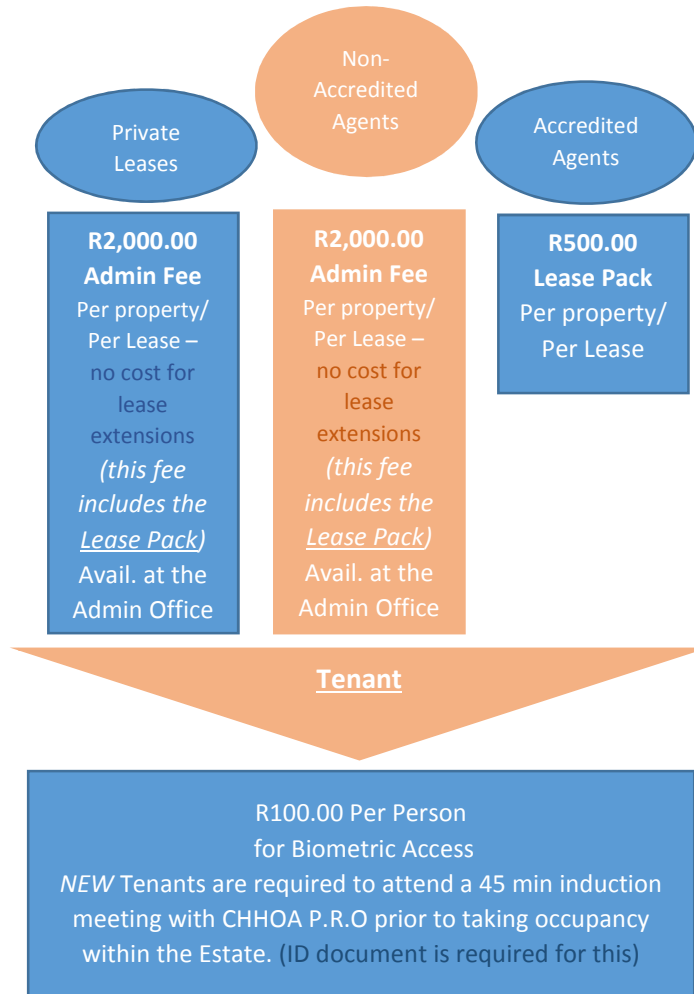 Private
Leases
Non-
Accredited
Agents
Accredited
Agents
R2,000.00
Admin Fee
Per property/
Per Lease –
no cost for
lease
extensions
(this fee
includes the
Lease Pack)
Avail. at the
Admin Office
R2,000.00
Admin Fee
Per property/
Per Lease –
no cost for
lease
extensions
(this fee
includes the
Lease Pack)
Avail. at the
Admin Office
R500.00
Lease Pack
Per property/
Per Lease
Tenant
R100.00 Per Person
for Biometric Access
NEW Tenants are required to attend a 45 min induction
meeting with CHHOA P.R.O prior to taking occupancy
within the Estate. (ID document is required for this)